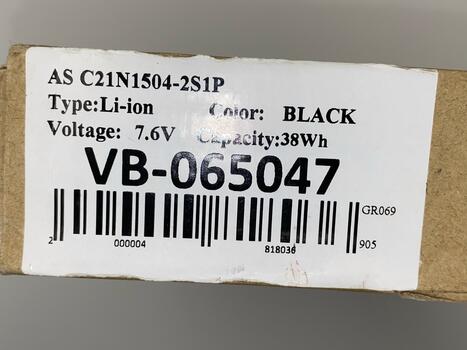 AS C21N1504-2S1P
Type:Li-ion Color: BLACK
Voltage: 7.6V Capacity:38Wh
VB-065047
GR069
2 000004 818036 905